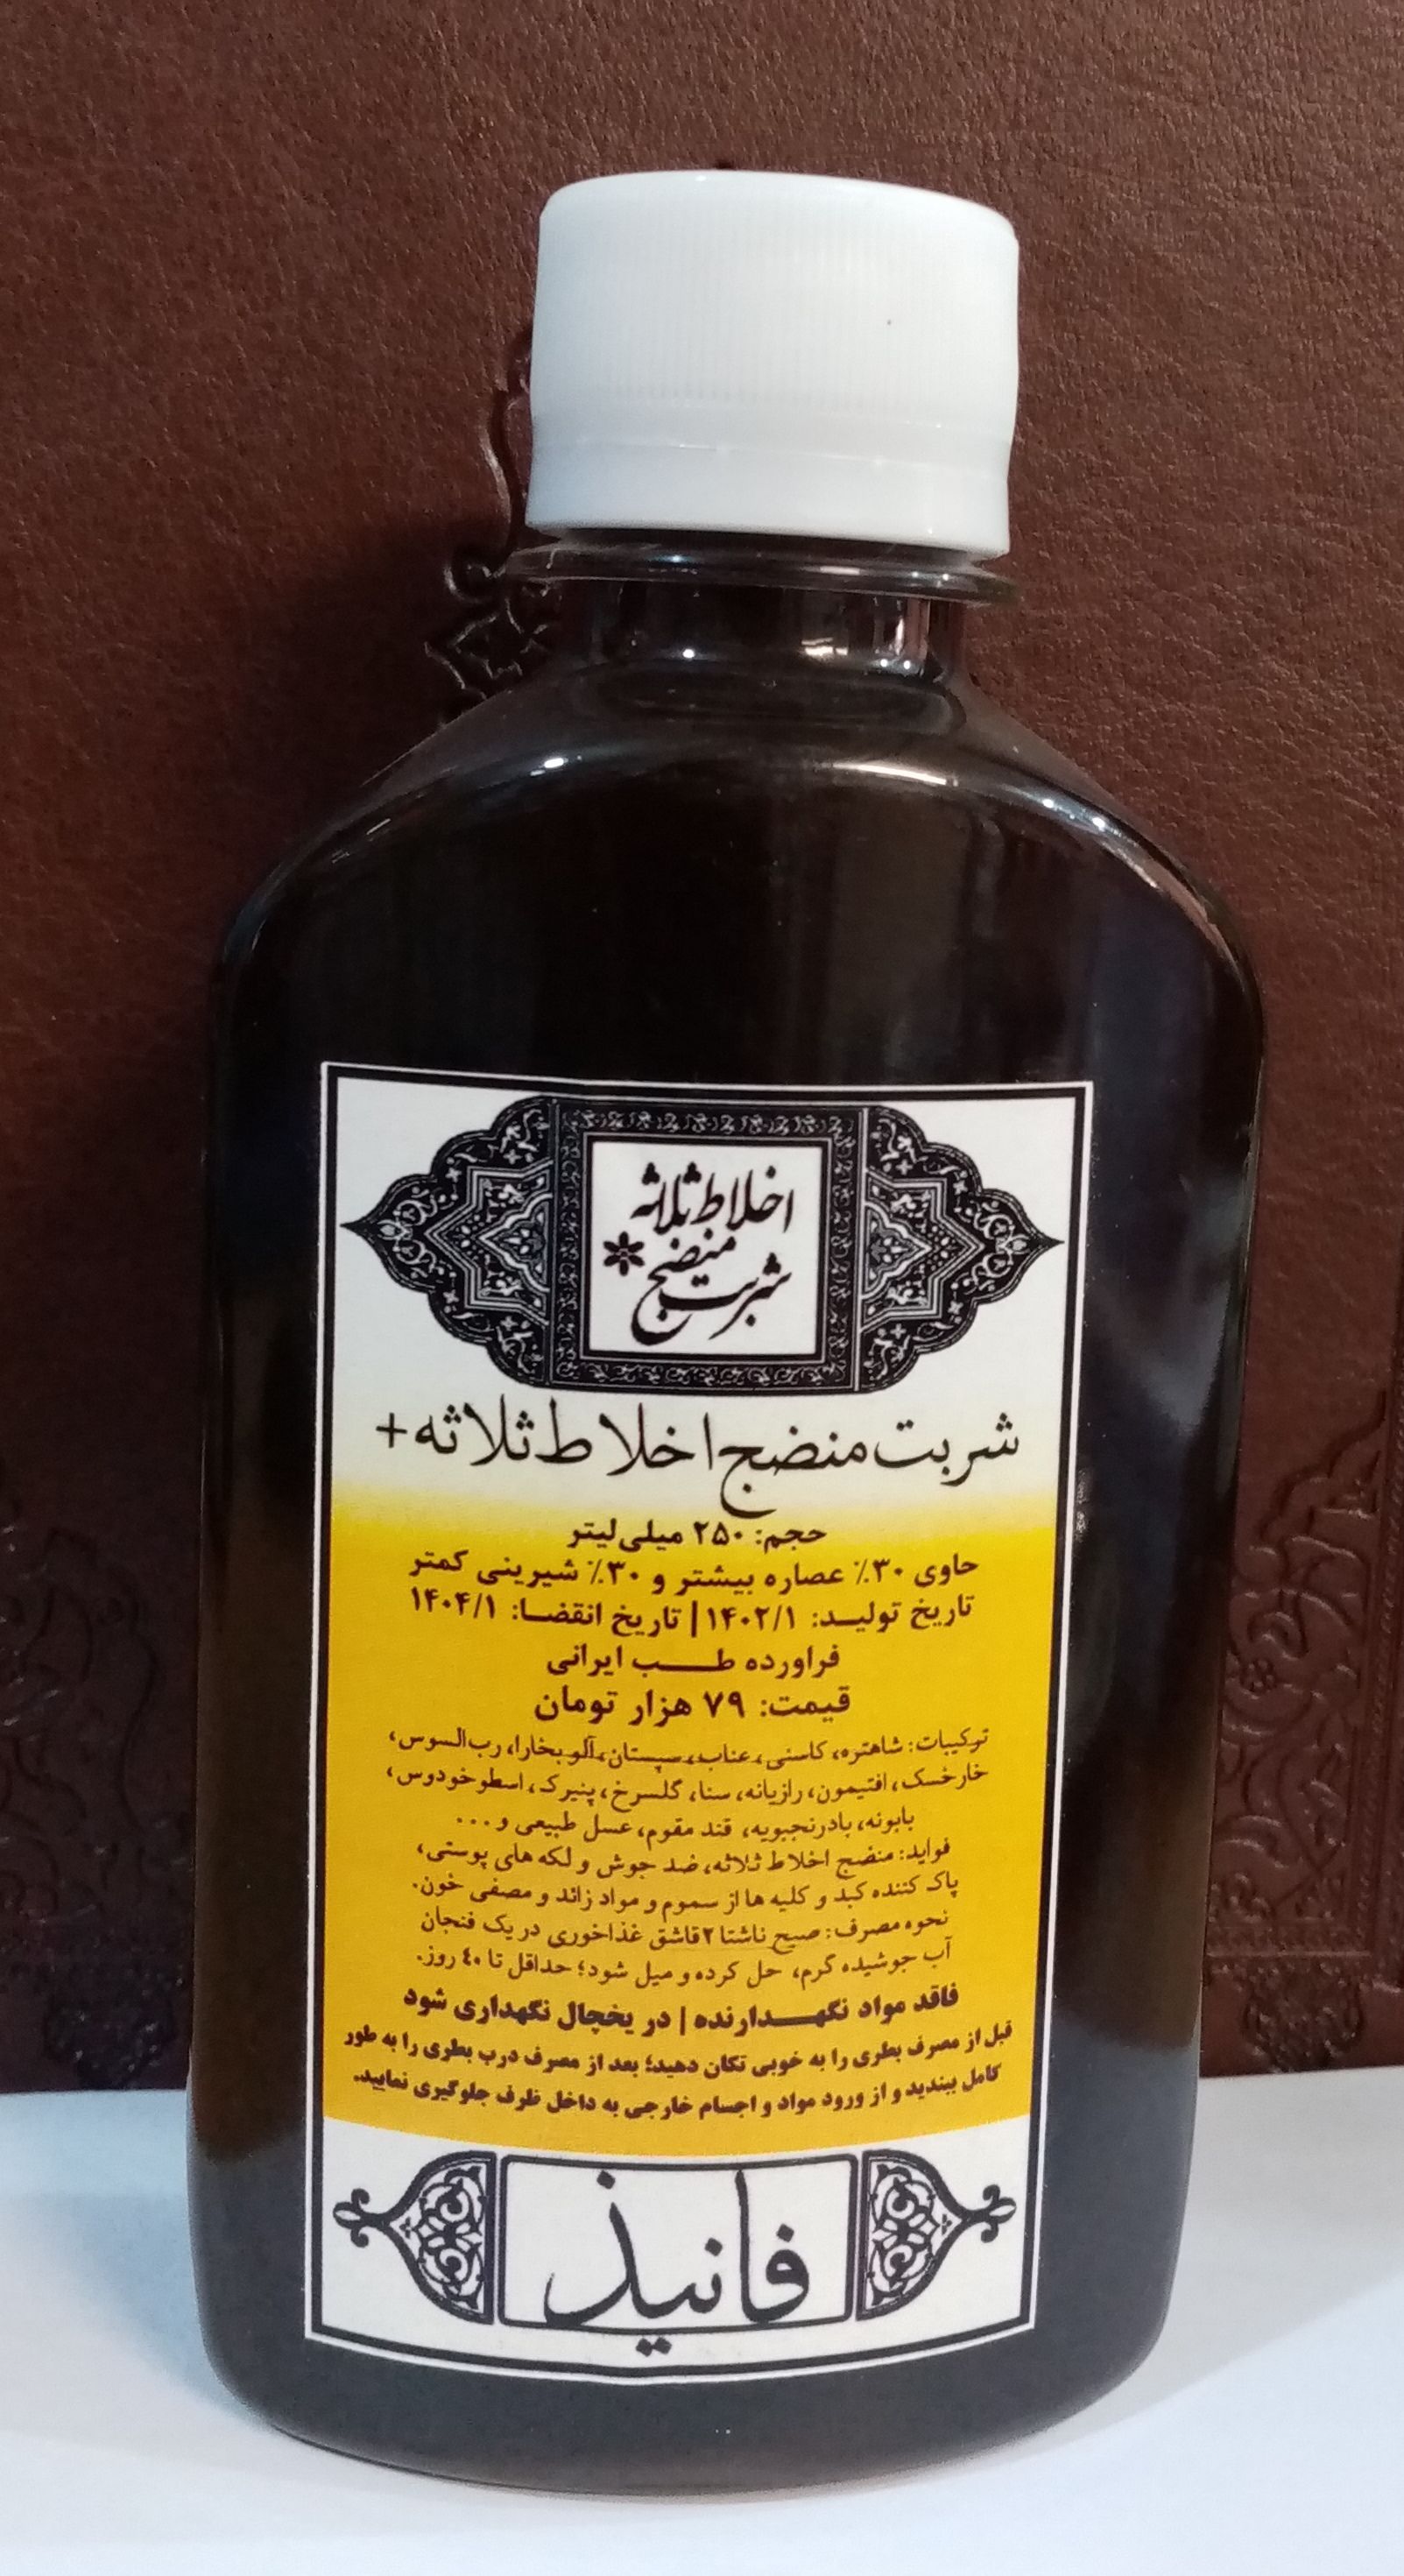 اخلاط ثلاثه
منضج
شربت
شربت منضج اخلاط ثلاثه+
حجم: ۲۵۰ میلی‌لیتر
حاوی ۳۰٪ عصاره بیشتر و ۳۰٪ شیرینی کمتر
تاریخ تولید: ۱۴۰۲/۱ | تاریخ انقضا: ۱۴۰۴/۱
فراورده طب ایرانی
قیمت: ۷۹ هزار تومان
ترکیبات: شاهتره، کاسنی، عناب، سپستان، آلو بخارا، رب‌السوس،
خارخسک، افتیمون، رازیانه، سنا، گلسرخ، پنیرک، اسطوخودوس،
بابونه، بادرنجبویه، قند مقوم، عسل طبیعی و ...
فواید: منضج اخلاط ثلاثه، ضد جوش و لکه های پوستی،
پاک کننده کبد و کلیه ها از سموم و مواد زائد و مصفی خون.
نحوه مصرف: صبح ناشتا ۲ قاشق غذاخوری در یک فنجان
آب جوشیده گرم، حل کرده و میل شود؛ حداقل تا ۴۰ روز.
فاقد مواد نگهدارنده | در یخچال نگهداری شود
قبل از مصرف بطری را به خوبی تکان دهید؛ بعد از مصرف درب بطری را به طور
کامل ببندید و از ورود مواد و اجسام خارجی به داخل ظرف جلوگیری نمایید.
فانیذ